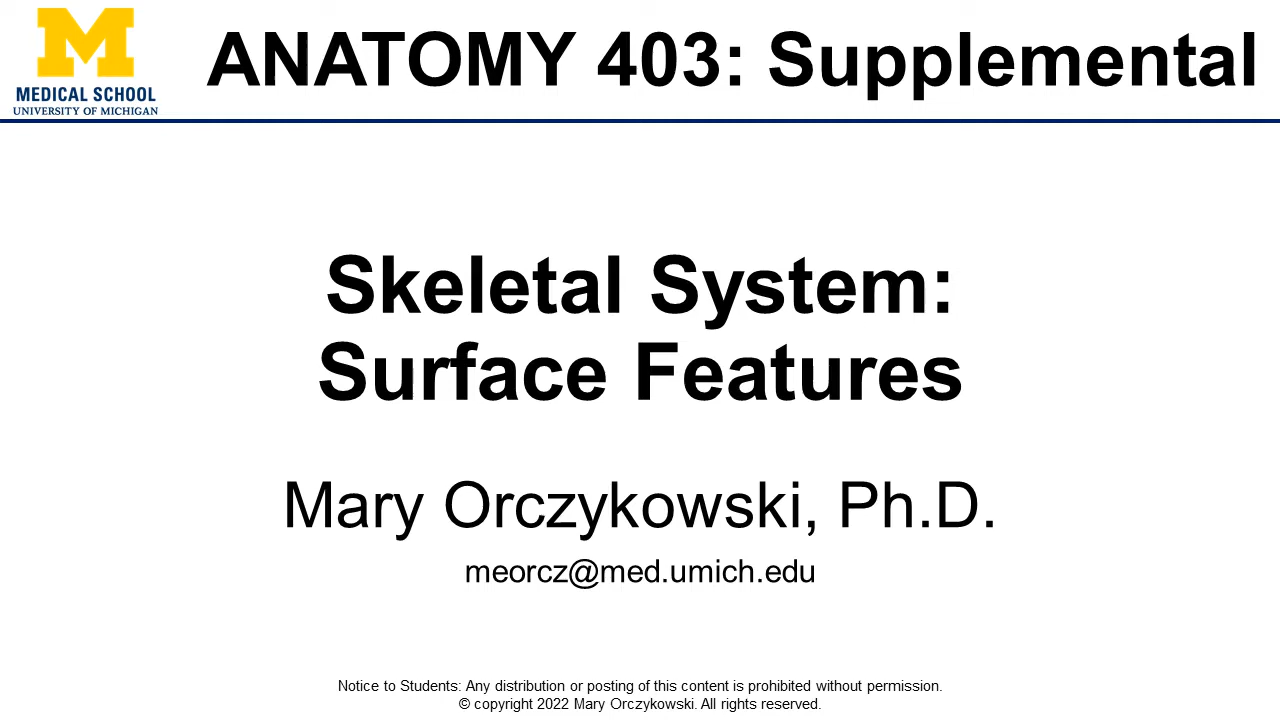 MEDICAL SCHOOL
UNIVERSITY OF MICHIGAN
ANATOMY 403: Supplemental
Skeletal System:
Surface Features
Mary Orczykowski, Ph.D.
meorcz@med.umich.edu
Notice to Students: Any distribution or posting of this content is prohibited without permission.
© copyright 2022 Mary Orczykowski. All rights reserved.